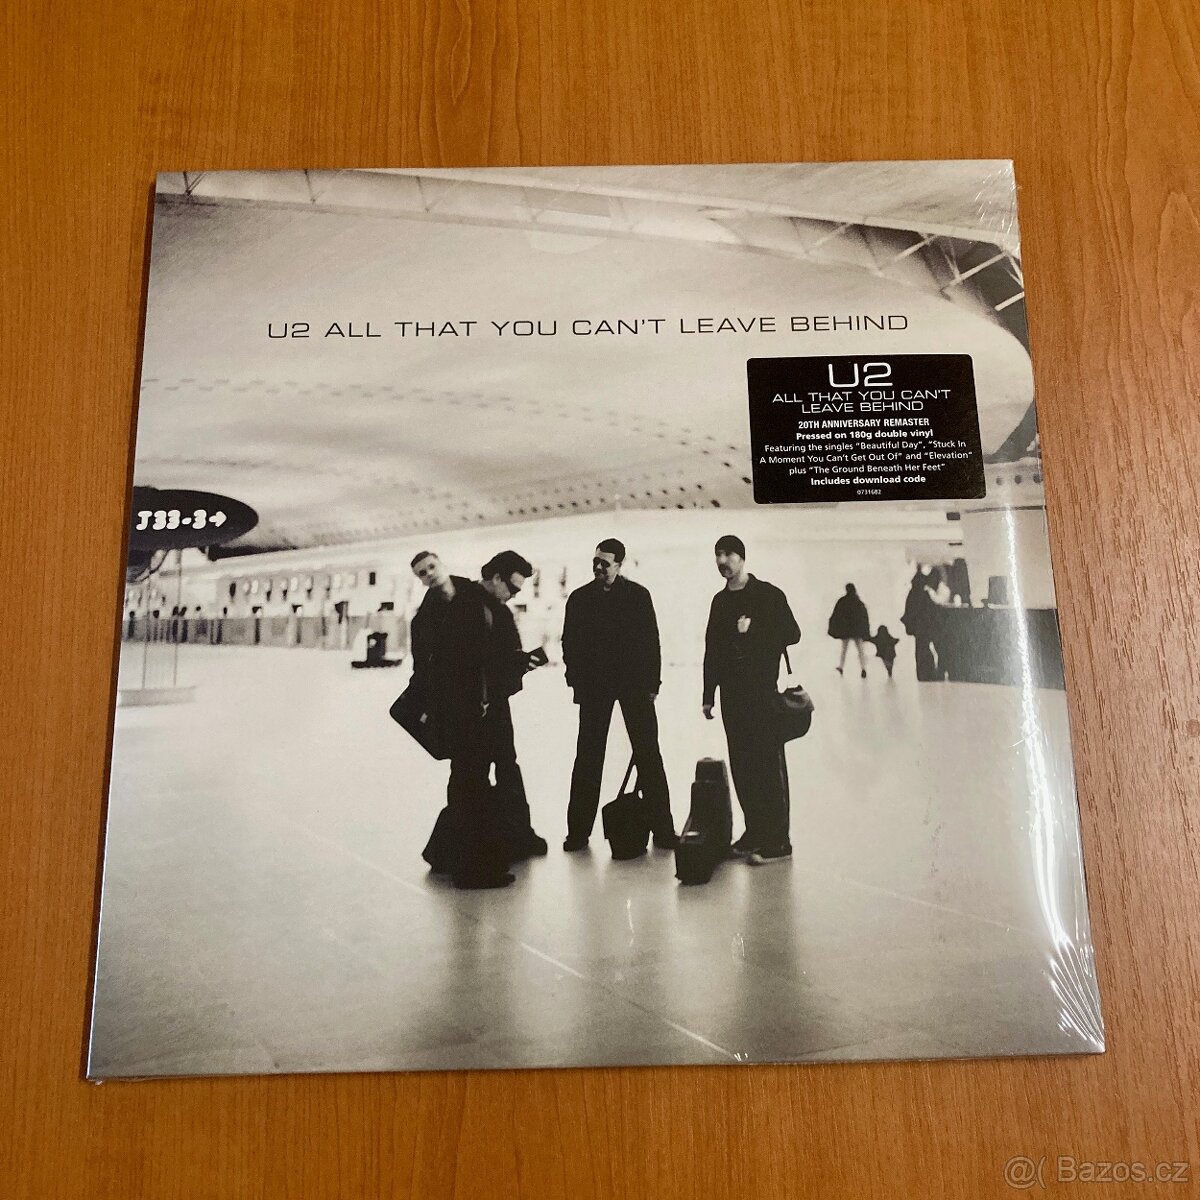 U2 ALL THAT YOU CAN'T LEAVE BEHIND
U2
ALL THAT YOU CAN'T
LEAVE BEHIND
20TH ANNIVERSARY REMASTER
Pressed on 180g double vinyl
Featuring the singles "Beautiful Day", "Stuck In
A Moment You Can't Get Out Of" and "Elevation"
plus "The Ground Beneath Her Feet"
Includes download code
0731682
J33-3→
@( Bazos.cz